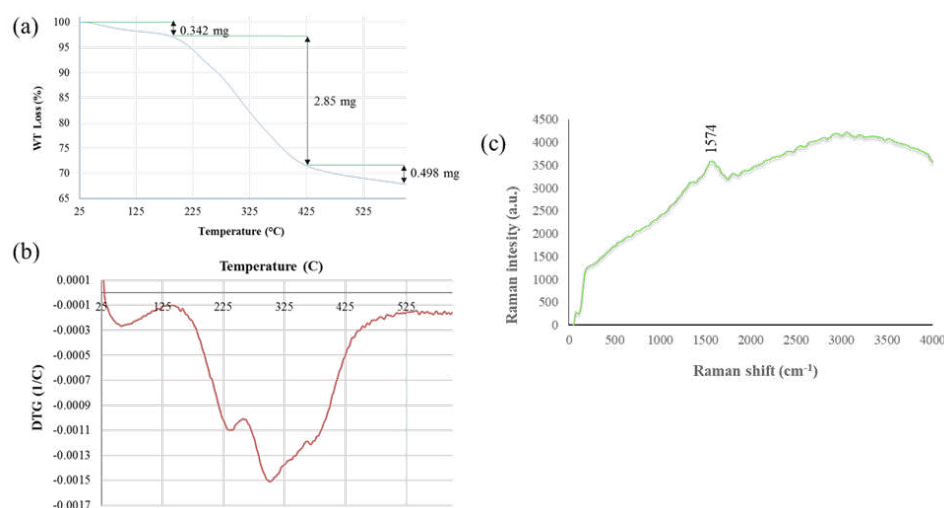 (a)
100
95
90
85
80
75
70
65
WT Loss (%)
0.342 mg
2.85 mg
0.498 mg
25 125 225 325 425 525
Temperature (°C)
(b)
Temperature (C)
0.0001
-0.0001
-0.0003
-0.0005
-0.0007
-0.0009
-0.0011
-0.0013
-0.0015
-0.0017
DTG (1/C)
25 125 225 325 425 525
(c)
4500
4000
3500
3000
2500
2000
1500
1000
500
0
Raman intesity (a.u.)
1574
0 500 1000 1500 2000 2500 3000 3500 4000
Raman shift (cm⁻¹)